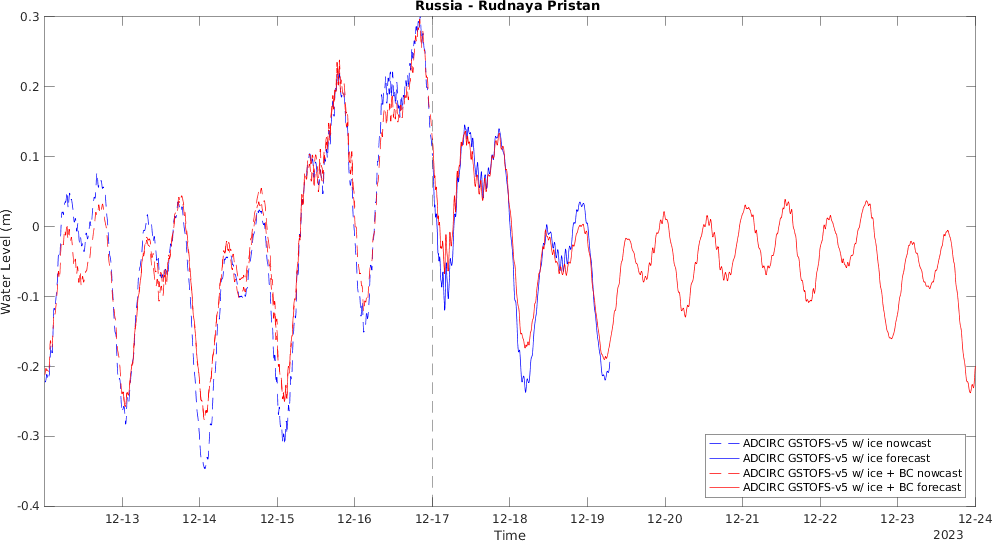 Russia - Rudnaya Pristan
0.3
0.2
0.1
0
-0.1
-0.2
-0.3
-0.4
Water Level (m)
ADCIRC GSTOFS-v5 w/ ice nowcast
ADCIRC GSTOFS-v5 w/ ice forecast
ADCIRC GSTOFS-v5 w/ ice + BC nowcast
ADCIRC GSTOFS-v5 w/ ice + BC forecast
12-13 12-14 12-15 12-16 12-17 12-18 12-19 12-20 12-21 12-22 12-23 12-24
Time
2023